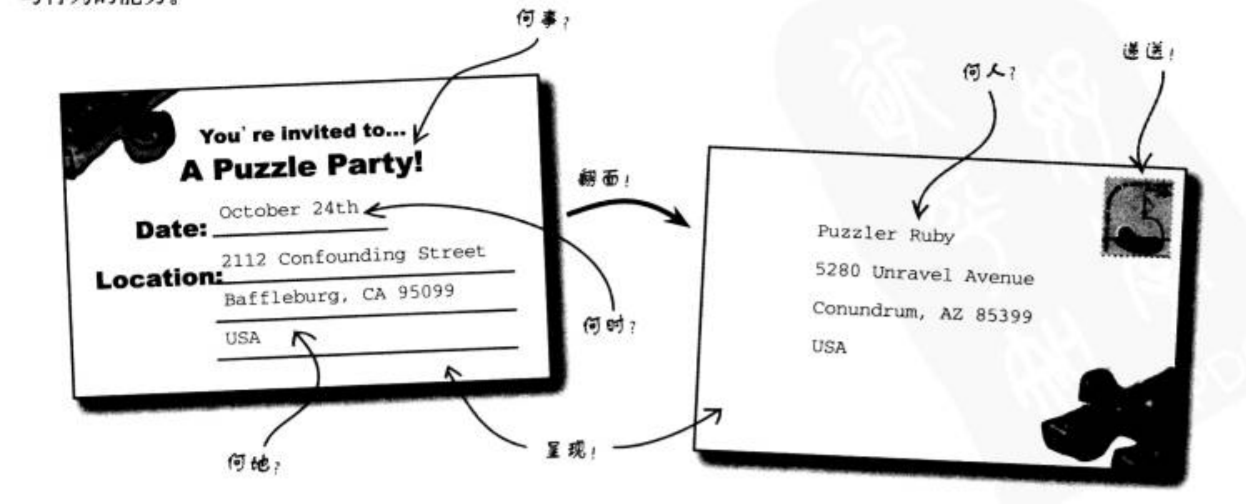 何事?
递送!
何人?
You're invited to...
A Puzzle Party!
Date: October 24th
Location: 2112 Confounding Street
Baffleburg, CA 95099
USA
翻面!
Puzzler Ruby
5280 Unravel Avenue
Conundrum, AZ 85399
USA
何时?
呈现!
何地?